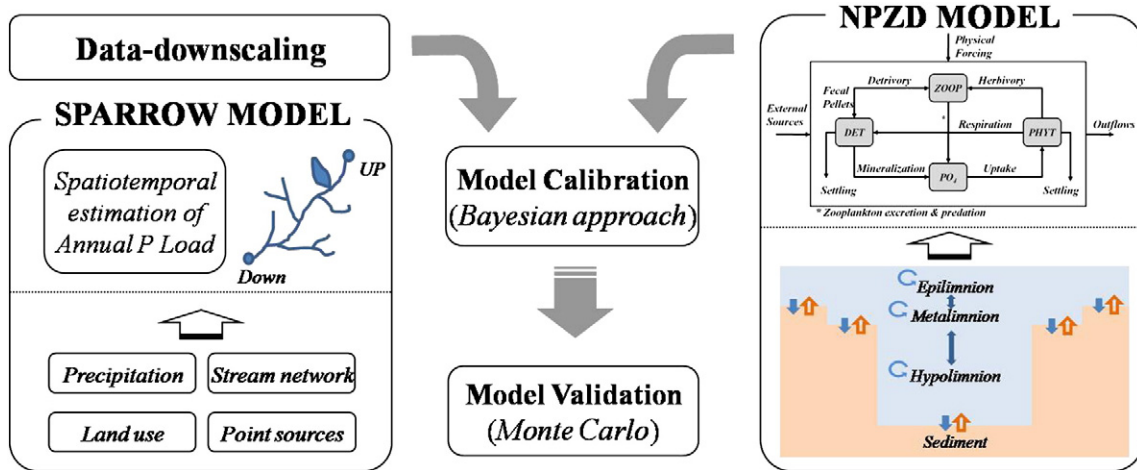 Data-downscaling
SPARROW MODEL
Spatiotemporal
estimation of
Annual P Load
UP
Down
Precipitation
Stream network
Land use
Point sources
Model Calibration
(Bayesian approach)
Model Validation
(Monte Carlo)
NPZD MODEL
Physical
Forcing
Detrivory
ZOOP
Herbivory
Fecal
Pellets
External
Sources
*
DET
Respiration
PHYT
Outflows
Mineralization
PO4
Uptake
Settling
Settling
* Zooplankton excretion & predation
Epilimnion
Metalimnion
Hypolimnion
Sediment